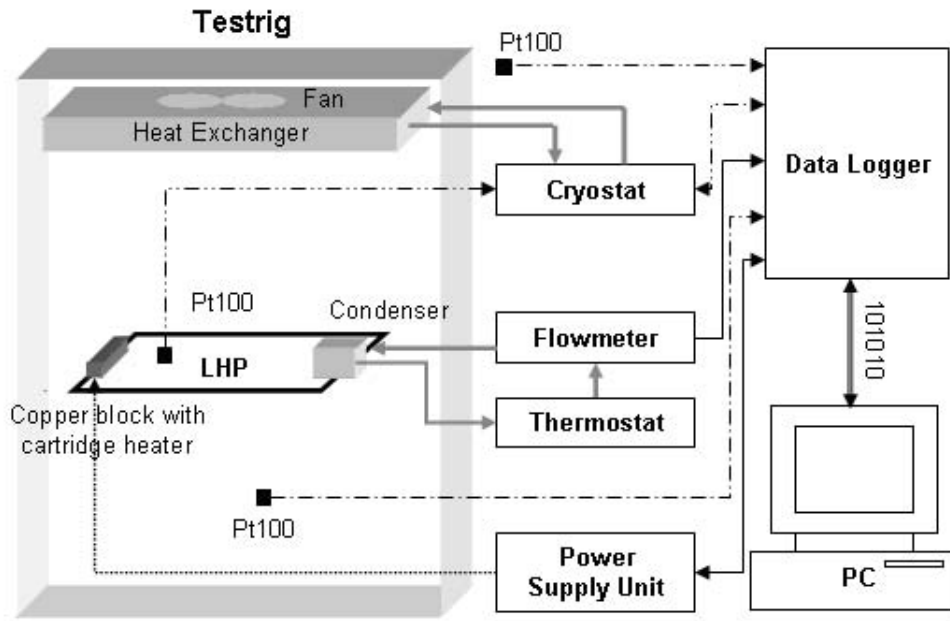 Testrig
Pt100
Fan
Heat Exchanger
Data Logger
Cryostat
Pt100
Condenser
Flowmeter
LHP
101010
Copper block with
cartridge heater
Thermostat
Pt100
Power
Supply Unit
PC